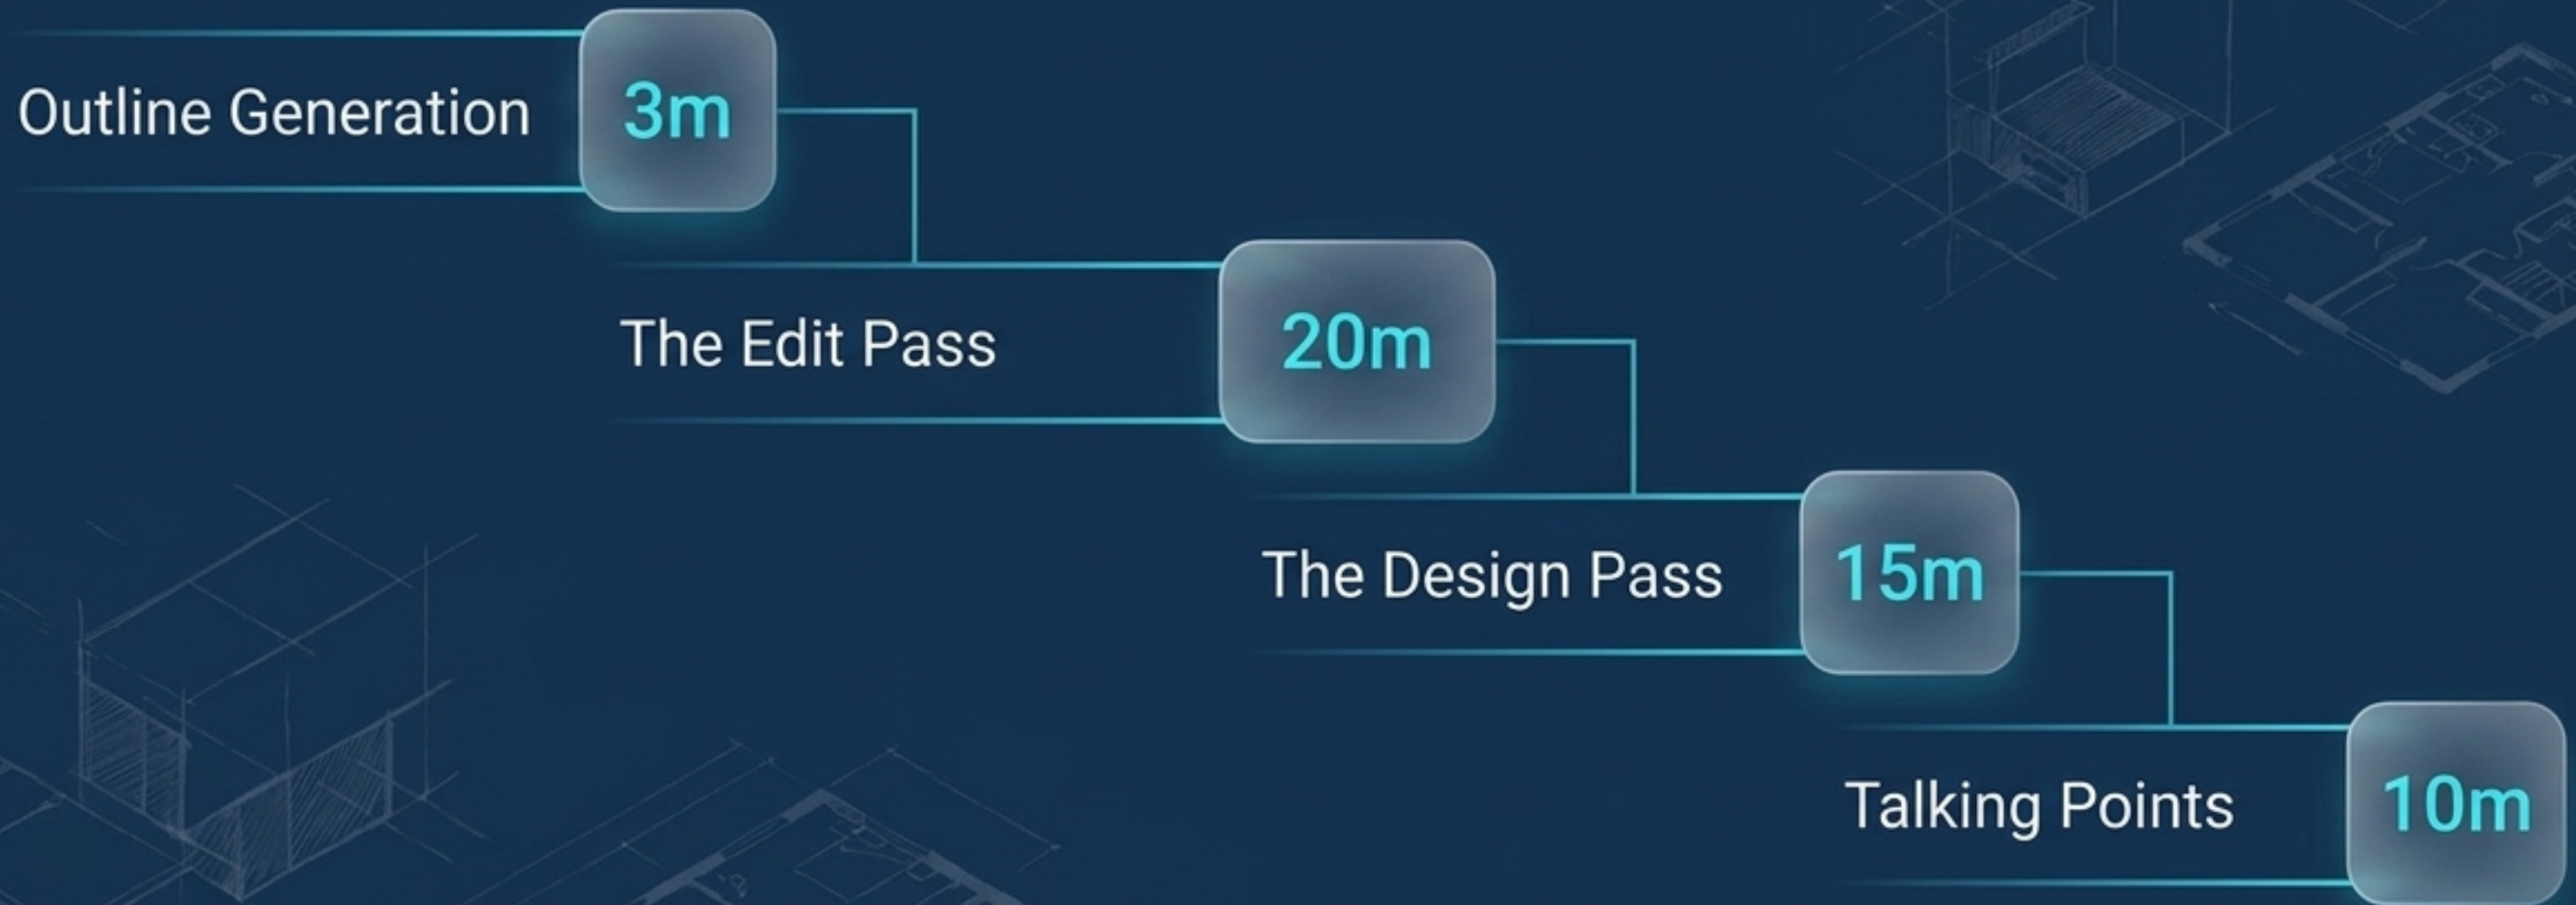 Outline Generation
3m
The Edit Pass
20m
The Design Pass
15m
Talking Points
10m